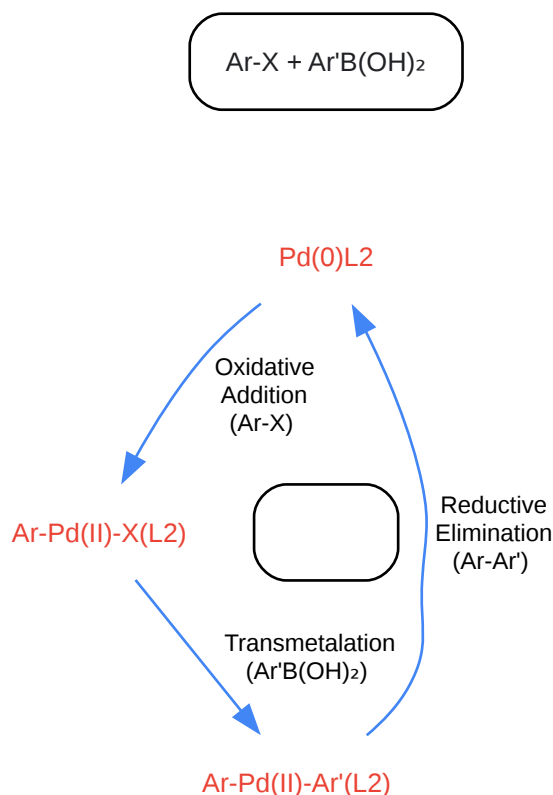 Ar-X + Ar'B(OH)₂
Pd(0)L2
Oxidative
Addition
(Ar-X)
Ar-Pd(II)-X(L2)
Reductive
Elimination
(Ar-Ar')
Transmetalation
(Ar'B(OH)₂)
Ar-Pd(II)-Ar'(L2)